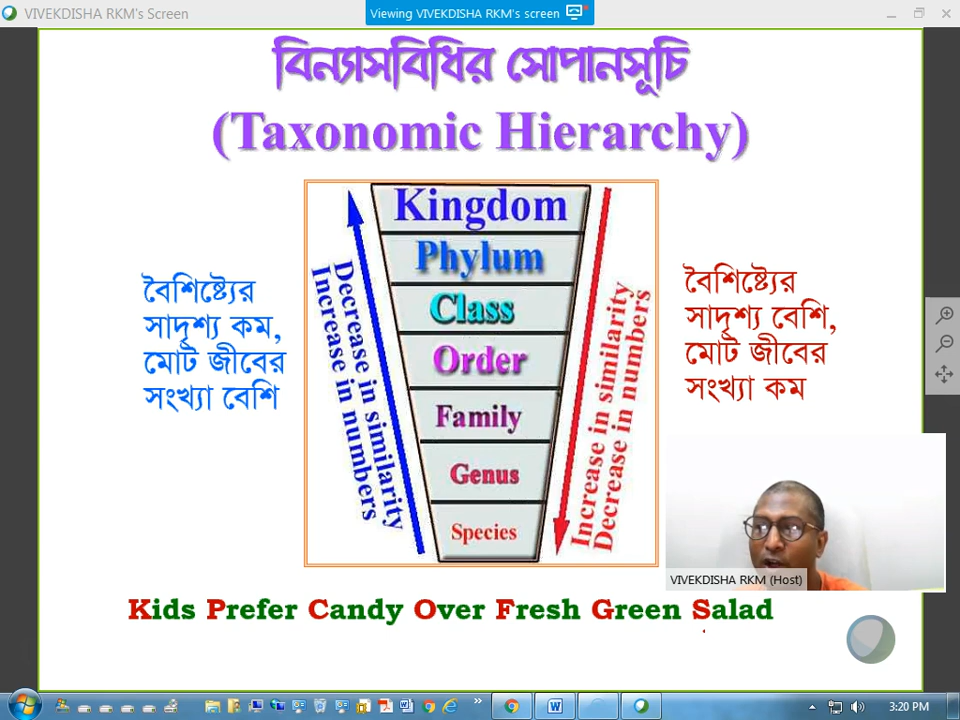 VIVEKDISHA RKM's Screen
Viewing VIVEKDISHA RKM's screen
বিন্যাসবিধির সোপানসূচি
(Taxonomic Hierarchy)
Kingdom
Phylum
Class
Order
Family
Genus
Species
Decrease in similarity
Increase in numbers
Increase in similarity
Decrease in numbers
বৈশিষ্ট্যের
সাদৃশ্য কম,
মোট জীবের
সংখ্যা বেশি
বৈশিষ্ট্যের
সাদৃশ্য বেশি,
মোট জীবের
সংখ্যা কম
VIVEKDISHA RKM (Host)
Kids Prefer Candy Over Fresh Green Salad
3:20 PM